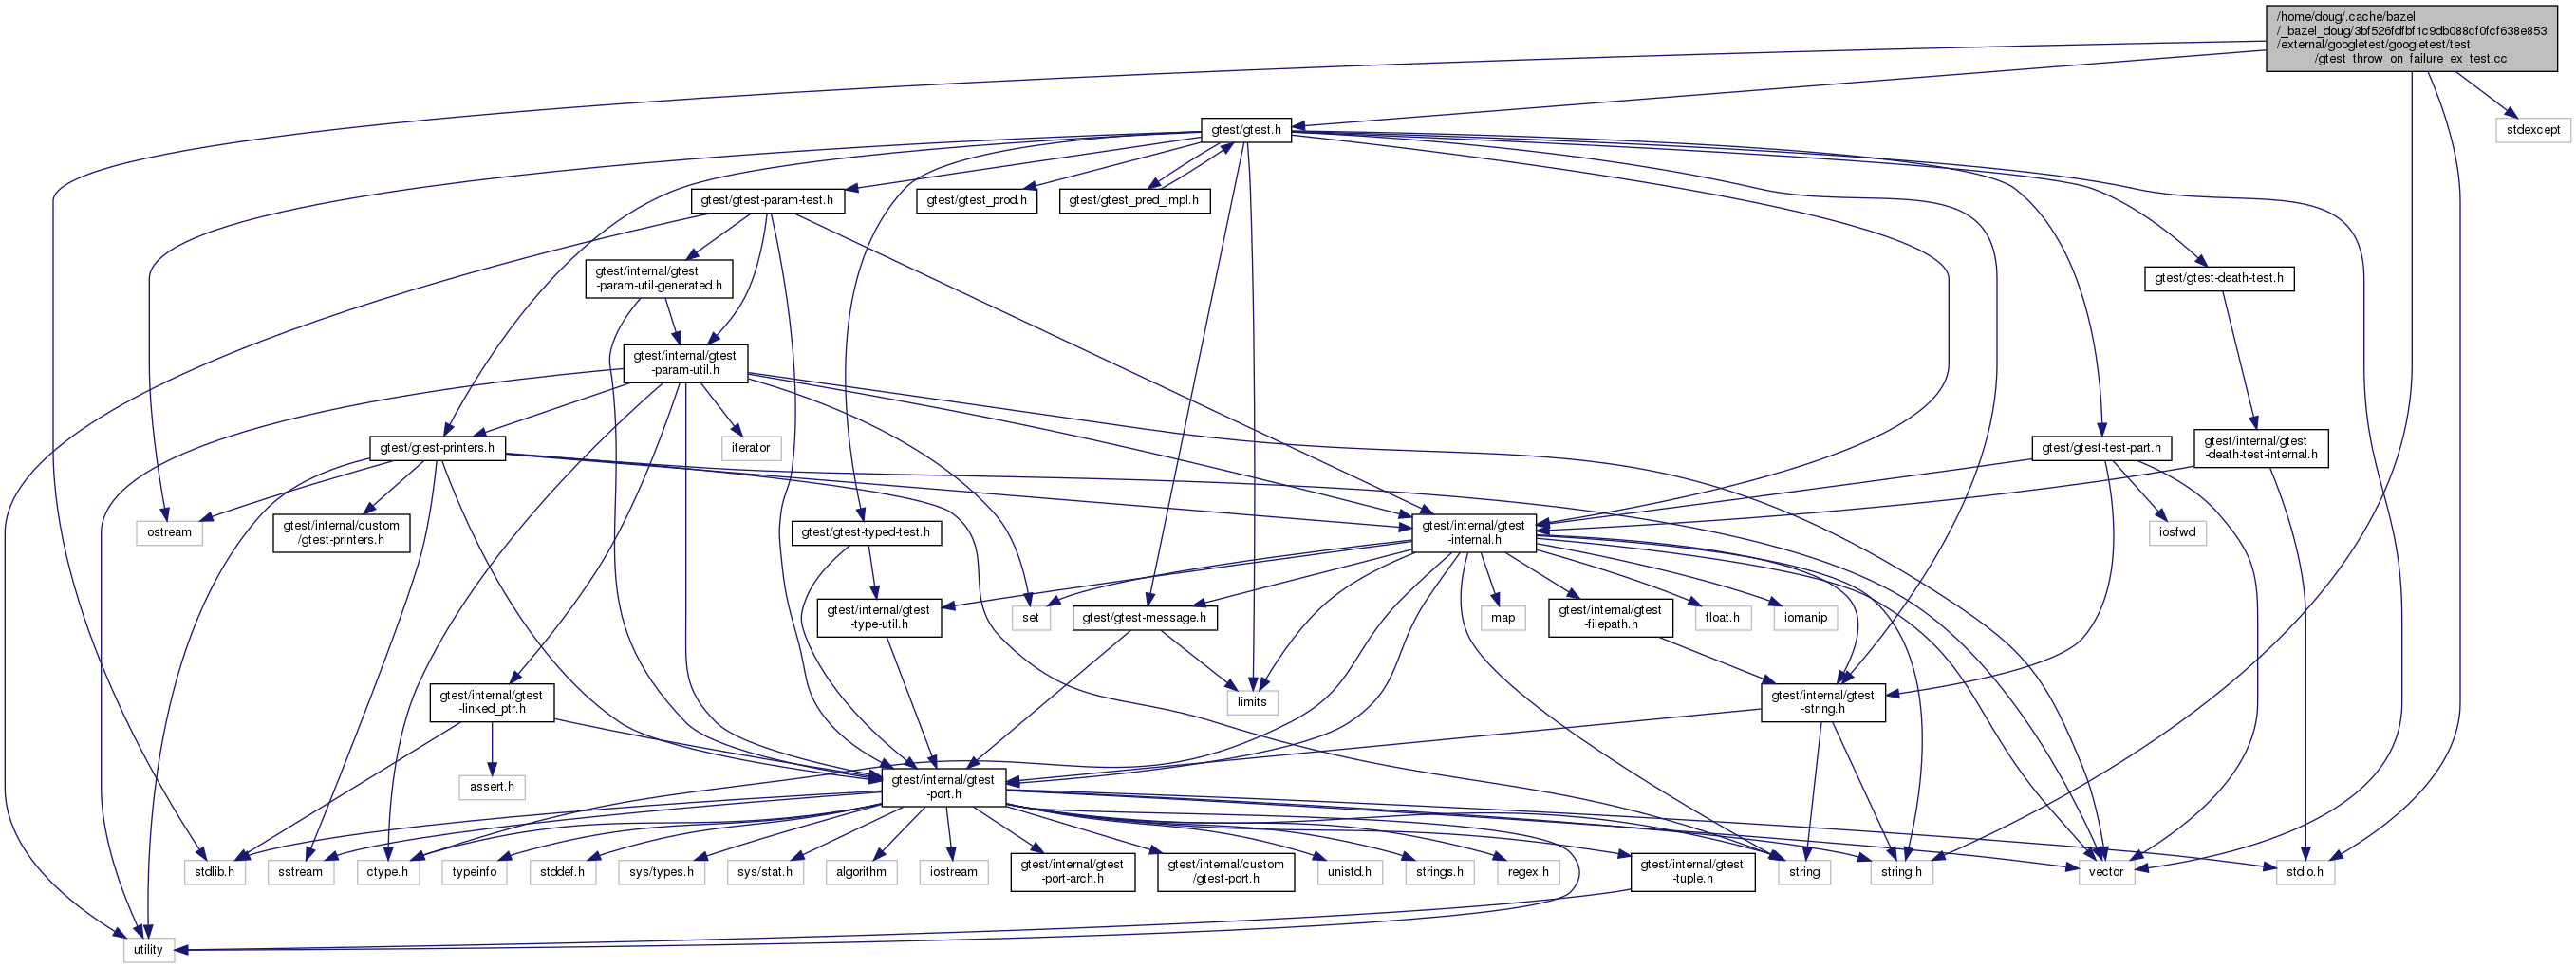 /home/doug/.cache/bazel
/_bazel_doug/3bf526fdfbf1c9db088cf0fcf638e853
/external/googletest/googletest/test
/gtest_throw_on_failure_ex_test.cc
gtest/gtest.h
stdexcept
gtest/gtest-param-test.h
gtest/gtest_prod.h
gtest/gtest_pred_impl.h
gtest/internal/gtest
-param-util-generated.h
gtest/gtest-death-test.h
gtest/internal/gtest
-param-util.h
gtest/gtest-printers.h
iterator
gtest/gtest-test-part.h
gtest/internal/gtest
-death-test-internal.h
ostream
gtest/internal/custom
/gtest-printers.h
gtest/gtest-typed-test.h
gtest/internal/gtest
-internal.h
iosfwd
gtest/internal/gtest
-type-util.h
set
gtest/gtest-message.h
map
gtest/internal/gtest
-filepath.h
float.h
iomanip
gtest/internal/gtest
-linked_ptr.h
limits
gtest/internal/gtest
-string.h
assert.h
gtest/internal/gtest
-port.h
stdlib.h
sstream
ctype.h
typeinfo
stddef.h
sys/types.h
sys/stat.h
algorithm
iostream
gtest/internal/gtest
-port-arch.h
gtest/internal/custom
/gtest-port.h
unistd.h
strings.h
regex.h
gtest/internal/gtest
-tuple.h
string
string.h
vector
stdio.h
utility